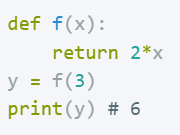 def f(x):
    return 2*x
y = f(3)
print(y) # 6